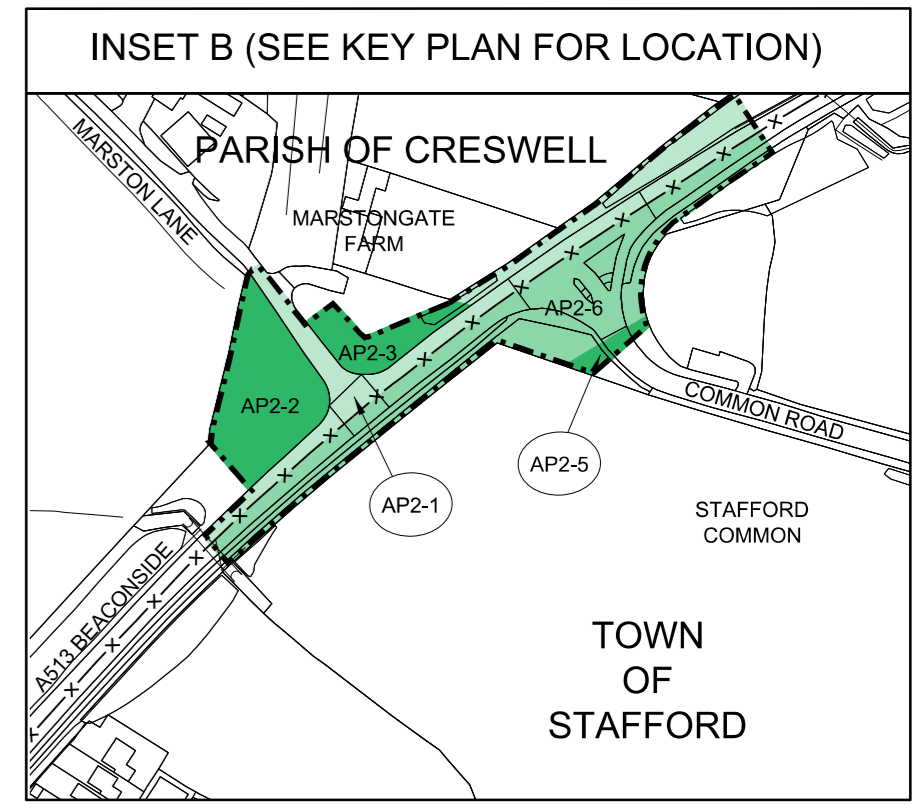 INSET B (SEE KEY PLAN FOR LOCATION)
MARSTON LANE
PARISH OF CRESWELL
MARSTONGATE
FARM
AP2-6
AP2-3
AP2-2
COMMON ROAD
AP2-5
AP2-1
STAFFORD
COMMON
A513 BEACONSIDE
TOWN
OF
STAFFORD